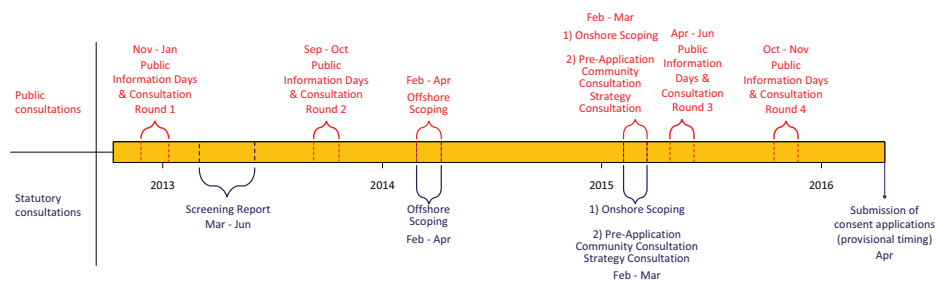 Public
consultations
Nov - Jan
Public
Information Days
& Consultation
Round 1
Sep - Oct
Public
Information Days
& Consultation
Round 2
Feb - Apr
Offshore
Scoping
Feb - Mar
1) Onshore Scoping
2) Pre-Application
Community
Consultation
Strategy
Consultation
Apr - Jun
Public
Information
Days &
Consultation
Round 3
Oct - Nov
Public
Information Days
& Consultation
Round 4
2013
2014
2015
2016
Statutory
consultations
Screening Report
Mar - Jun
Offshore
Scoping
Feb - Apr
1) Onshore Scoping
2) Pre-Application
Community Consultation
Strategy Consultation
Feb - Mar
Submission of
consent applications
(provisional timing)
Apr